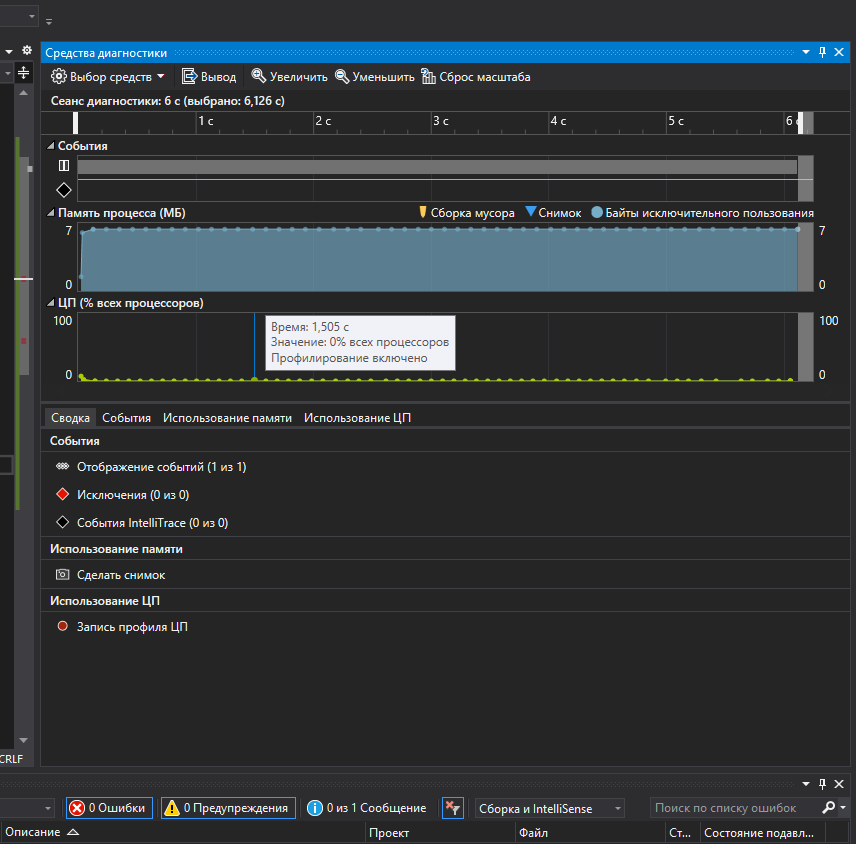 Средства диагностики
Выбор средств Вывод Увеличить Уменьшить Сброс масштаба
Сеанс диагностики: 6 с (выбрано: 6,126 с)
1 с 2 с 3 с 4 с 5 с 6 с
События
Память процесса (МБ) Сборка мусора Снимок Байты исключительного пользования
7 7
0 0
ЦП (% всех процессоров)
100 100
Время: 1,505 с
Значение: 0% всех процессоров
Профилирование включено
0 0
Сводка События Использование памяти Использование ЦП
События
Отображение событий (1 из 1)
Исключения (0 из 0)
События IntelliTrace (0 из 0)
Использование памяти
Сделать снимок
Использование ЦП
Запись профиля ЦП
CRLF
0 Ошибки 0 Предупреждения 0 из 1 Сообщение Сборка и IntelliSense Поиск по списку ошибок
Описание Проект Файл Ст... Состояние подавл...